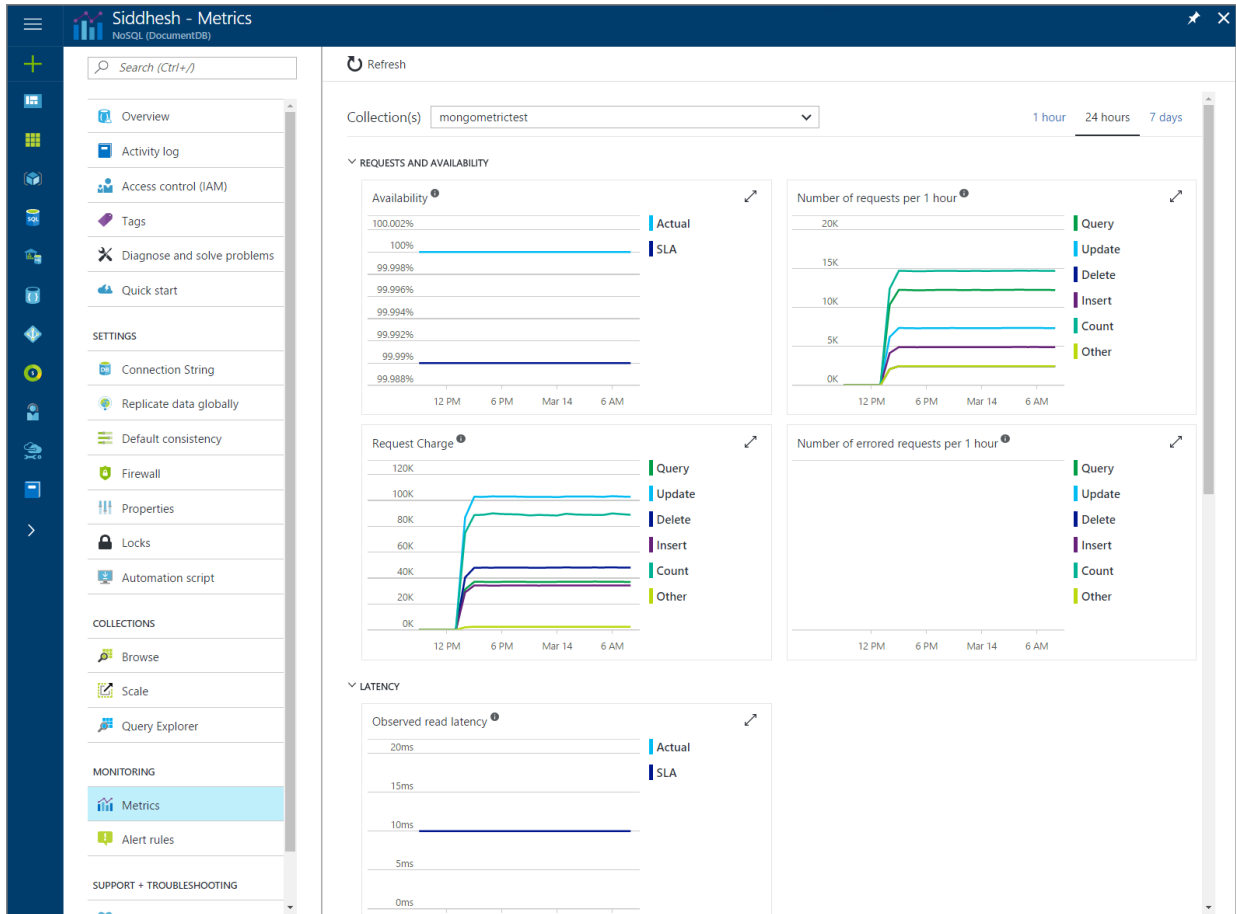 Siddhesh - Metrics
NoSQL (DocumentDB)
Search (Ctrl+/)
Overview
Activity log
Access control (IAM)
Tags
Diagnose and solve problems
Quick start
SETTINGS
Connection String
Replicate data globally
Default consistency
Firewall
Properties
Locks
Automation script
COLLECTIONS
Browse
Scale
Query Explorer
MONITORING
Metrics
Alert rules
SUPPORT + TROUBLESHOOTING
Refresh
Collection(s) mongometrictest 1 hour 24 hours 7 days
REQUESTS AND AVAILABILITY
Availability
100.002%
100%
99.998%
99.996%
99.994%
99.992%
99.99%
99.988%
12 PM 6 PM Mar 14 6 AM
Actual
SLA
Number of requests per 1 hour
20K
15K
10K
5K
0K
12 PM 6 PM Mar 14 6 AM
Query
Update
Delete
Insert
Count
Other
Request Charge
120K
100K
80K
60K
40K
20K
0K
12 PM 6 PM Mar 14 6 AM
Query
Update
Delete
Insert
Count
Other
Number of errored requests per 1 hour
12 PM 6 PM Mar 14 6 AM
Query
Update
Delete
Insert
Count
Other
LATENCY
Observed read latency
20ms
15ms
10ms
5ms
0ms
Actual
SLA